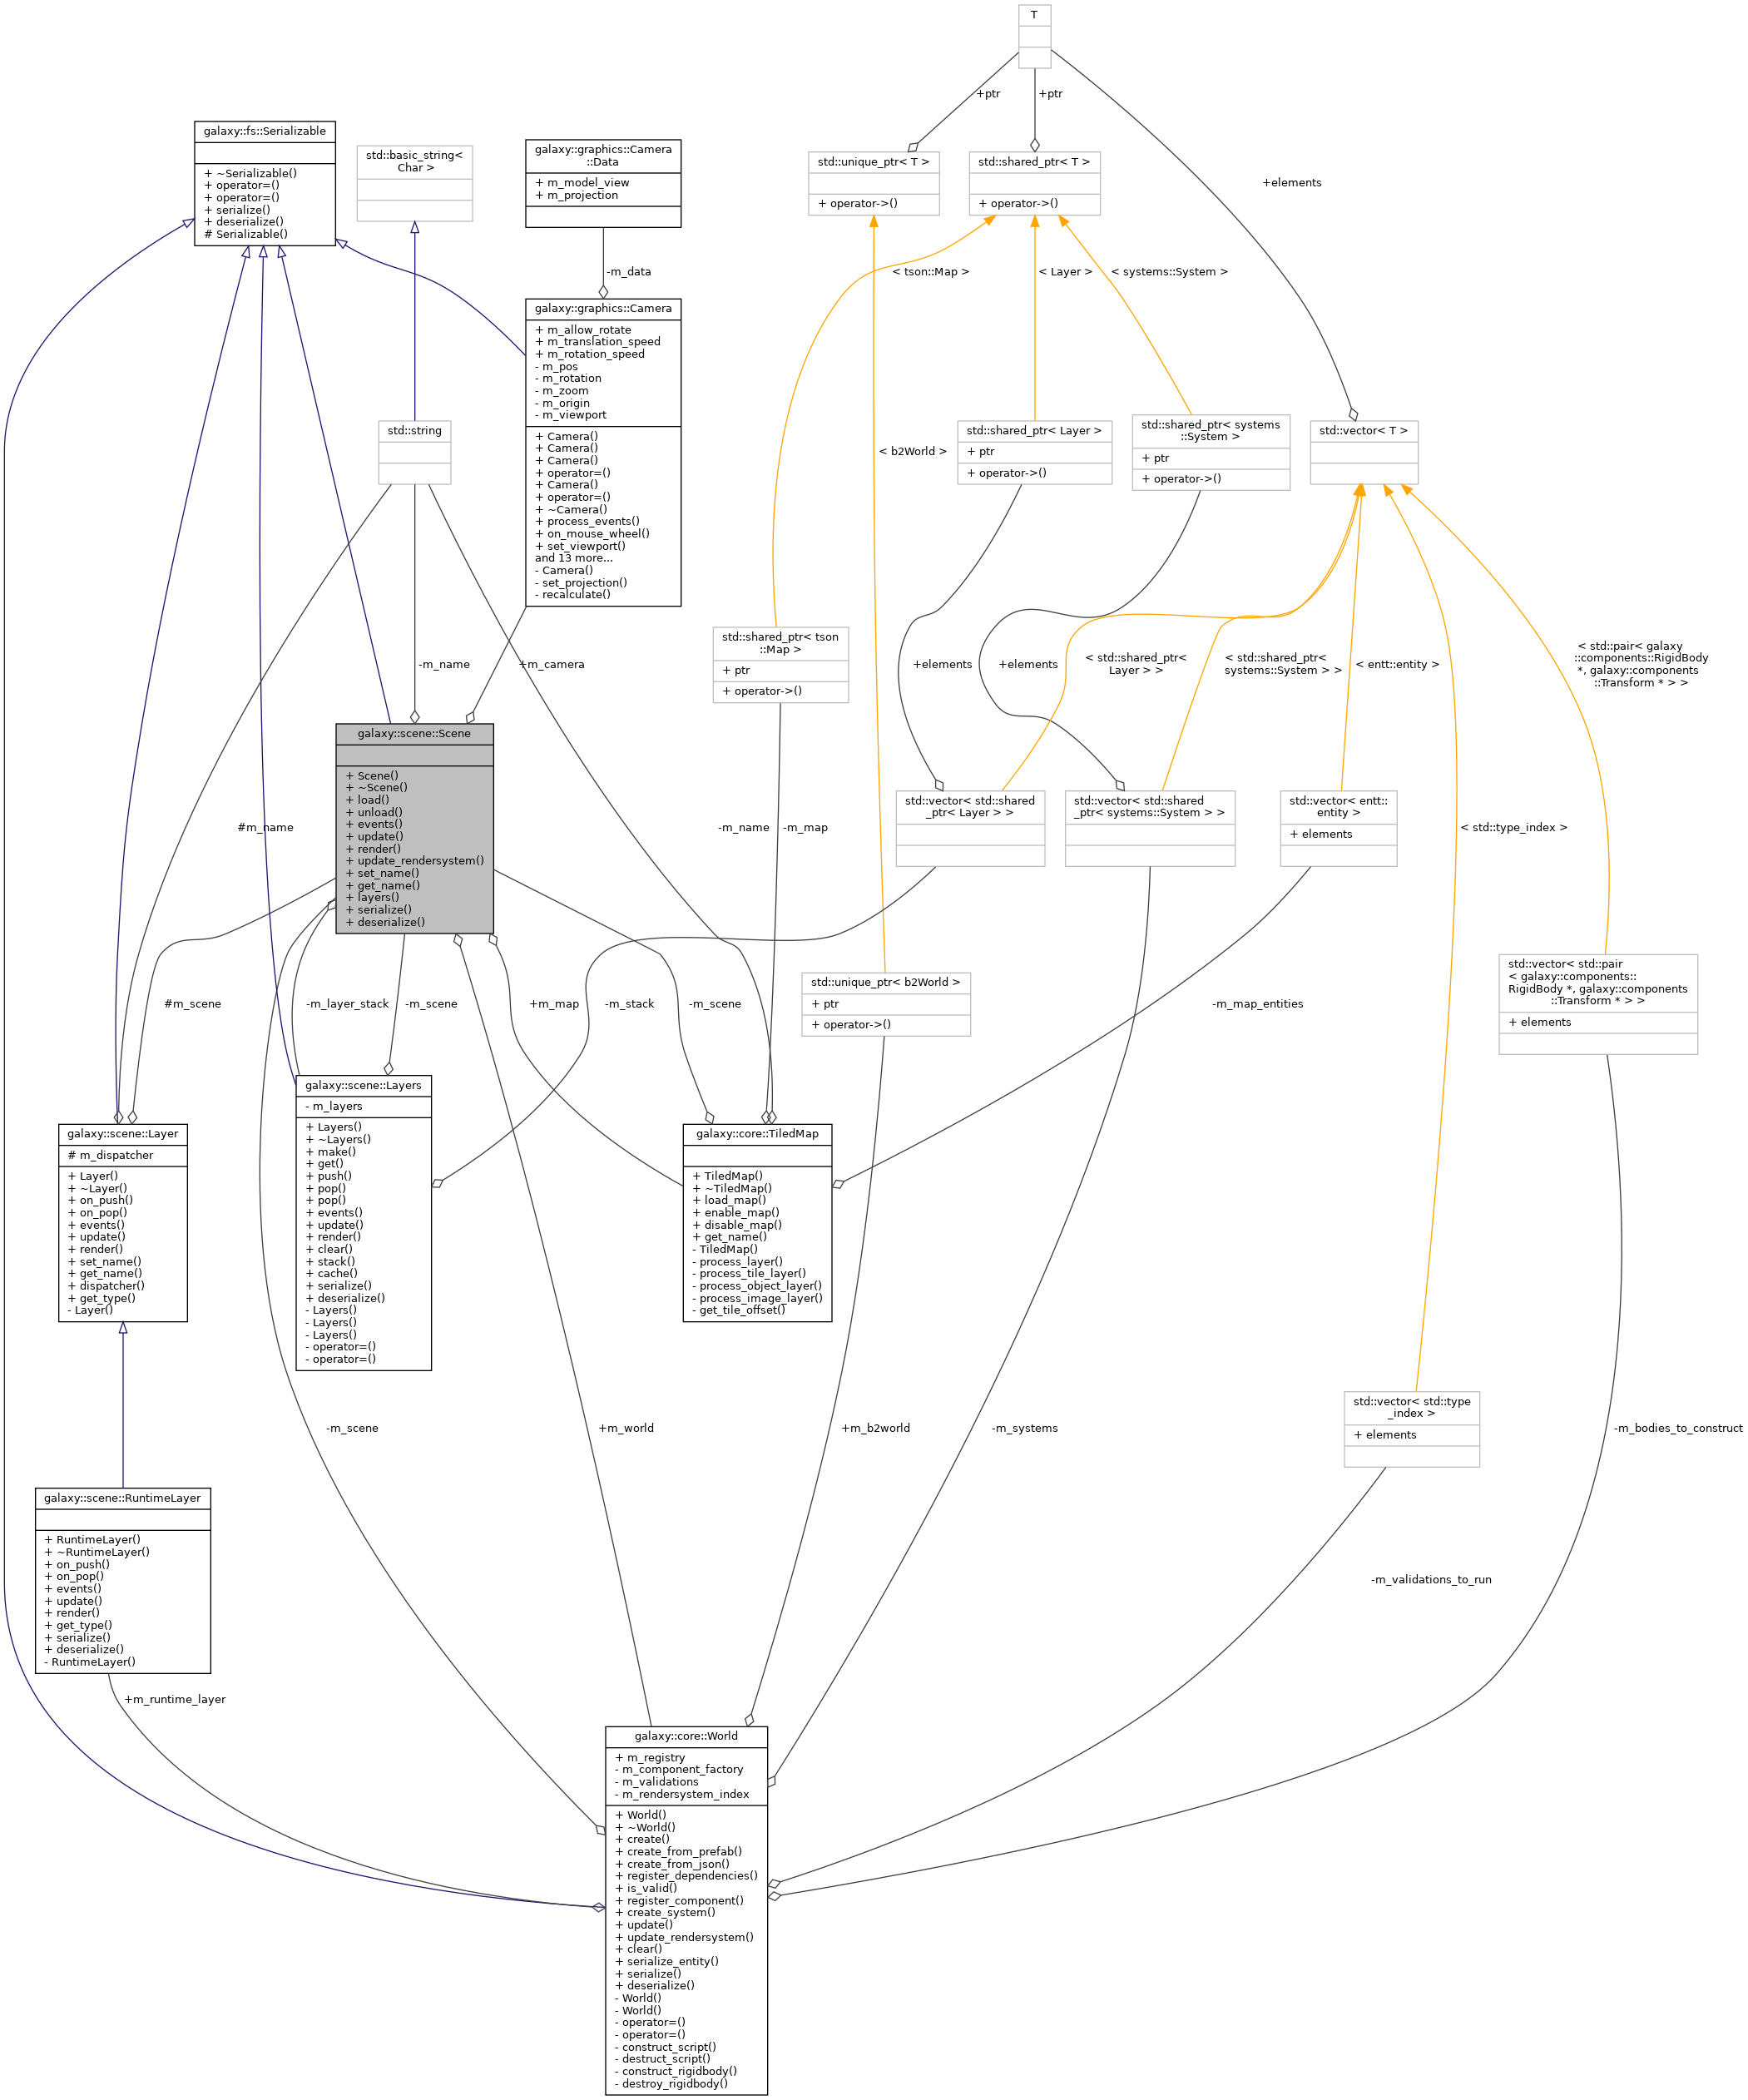 T
+ptr
+ptr
galaxy::fs::Serializable
+ ~Serializable()
+ operator=()
+ operator=()
+ serialize()
+ deserialize()
# Serializable()
std::basic_string<
Char >
galaxy::graphics::Camera
::Data
+ m_model_view
+ m_projection
std::unique_ptr< T >
+ operator->()
std::shared_ptr< T >
+ operator->()
+elements
-m_data
< tson::Map >
< Layer >
< systems::System >
galaxy::graphics::Camera
+ m_allow_rotate
+ m_translation_speed
+ m_rotation_speed
- m_pos
- m_rotation
- m_zoom
- m_origin
- m_viewport
+ Camera()
+ Camera()
+ Camera()
+ operator=()
+ Camera()
+ operator=()
+ ~Camera()
+ process_events()
+ on_mouse_wheel()
+ set_viewport()
and 13 more...
- Camera()
- set_projection()
- recalculate()
std::string
< b2World >
std::shared_ptr< Layer >
+ ptr
+ operator->()
std::shared_ptr< systems
::System >
+ ptr
+ operator->()
std::vector< T >
std::shared_ptr< tson
::Map >
+ ptr
+ operator->()
-m_name
+m_camera
+elements
+elements
< std::shared_ptr<
Layer > >
< std::shared_ptr<
systems::System > >
< entt::entity >
< std::pair< galaxy
::components::RigidBody
*, galaxy::components
::Transform * > >
galaxy::scene::Scene
+ Scene()
+ ~Scene()
+ load()
+ unload()
+ events()
+ update()
+ render()
+ update_rendersystem()
+ set_name()
+ get_name()
+ layers()
+ serialize()
+ deserialize()
#m_name
-m_name
-m_map
std::vector< std::shared
_ptr< Layer > >
std::vector< std::shared
_ptr< systems::System > >
std::vector< entt::
entity >
+ elements
< std::type_index >
std::unique_ptr< b2World >
+ ptr
+ operator->()
std::vector< std::pair
< galaxy::components::
RigidBody *, galaxy::components
::Transform * > >
+ elements
#m_scene
-m_layer_stack
-m_scene
+m_map
-m_stack
-m_scene
-m_map_entities
galaxy::scene::Layer
# m_dispatcher
+ Layer()
+ ~Layer()
+ on_push()
+ on_pop()
+ events()
+ update()
+ render()
+ set_name()
+ get_name()
+ dispatcher()
+ get_type()
- Layer()
galaxy::scene::Layers
- m_layers
+ Layers()
+ ~Layers()
+ make()
+ get()
+ push()
+ pop()
+ pop()
+ events()
+ update()
+ render()
+ clear()
+ stack()
+ cache()
+ serialize()
+ deserialize()
- Layers()
- Layers()
- Layers()
- operator=()
- operator=()
galaxy::core::TiledMap
+ TiledMap()
+ ~TiledMap()
+ load_map()
+ enable_map()
+ disable_map()
+ get_name()
- TiledMap()
- process_layer()
- process_tile_layer()
- process_object_layer()
- process_image_layer()
- get_tile_offset()
std::vector< std::type
_index >
+ elements
-m_scene
+m_world
+m_b2world
-m_systems
-m_bodies_to_construct
galaxy::scene::RuntimeLayer
+ RuntimeLayer()
+ ~RuntimeLayer()
+ on_push()
+ on_pop()
+ events()
+ update()
+ render()
+ get_type()
+ serialize()
+ deserialize()
- RuntimeLayer()
-m_validations_to_run
+m_runtime_layer
galaxy::core::World
+ m_registry
- m_component_factory
- m_validations
- m_rendersystem_index
+ World()
+ ~World()
+ create()
+ create_from_prefab()
+ create_from_json()
+ register_dependencies()
+ is_valid()
+ register_component()
+ create_system()
+ update()
+ update_rendersystem()
+ clear()
+ serialize_entity()
+ serialize()
+ deserialize()
- World()
- World()
- operator=()
- operator=()
- construct_script()
- destruct_script()
- construct_rigidbody()
- destroy_rigidbody()